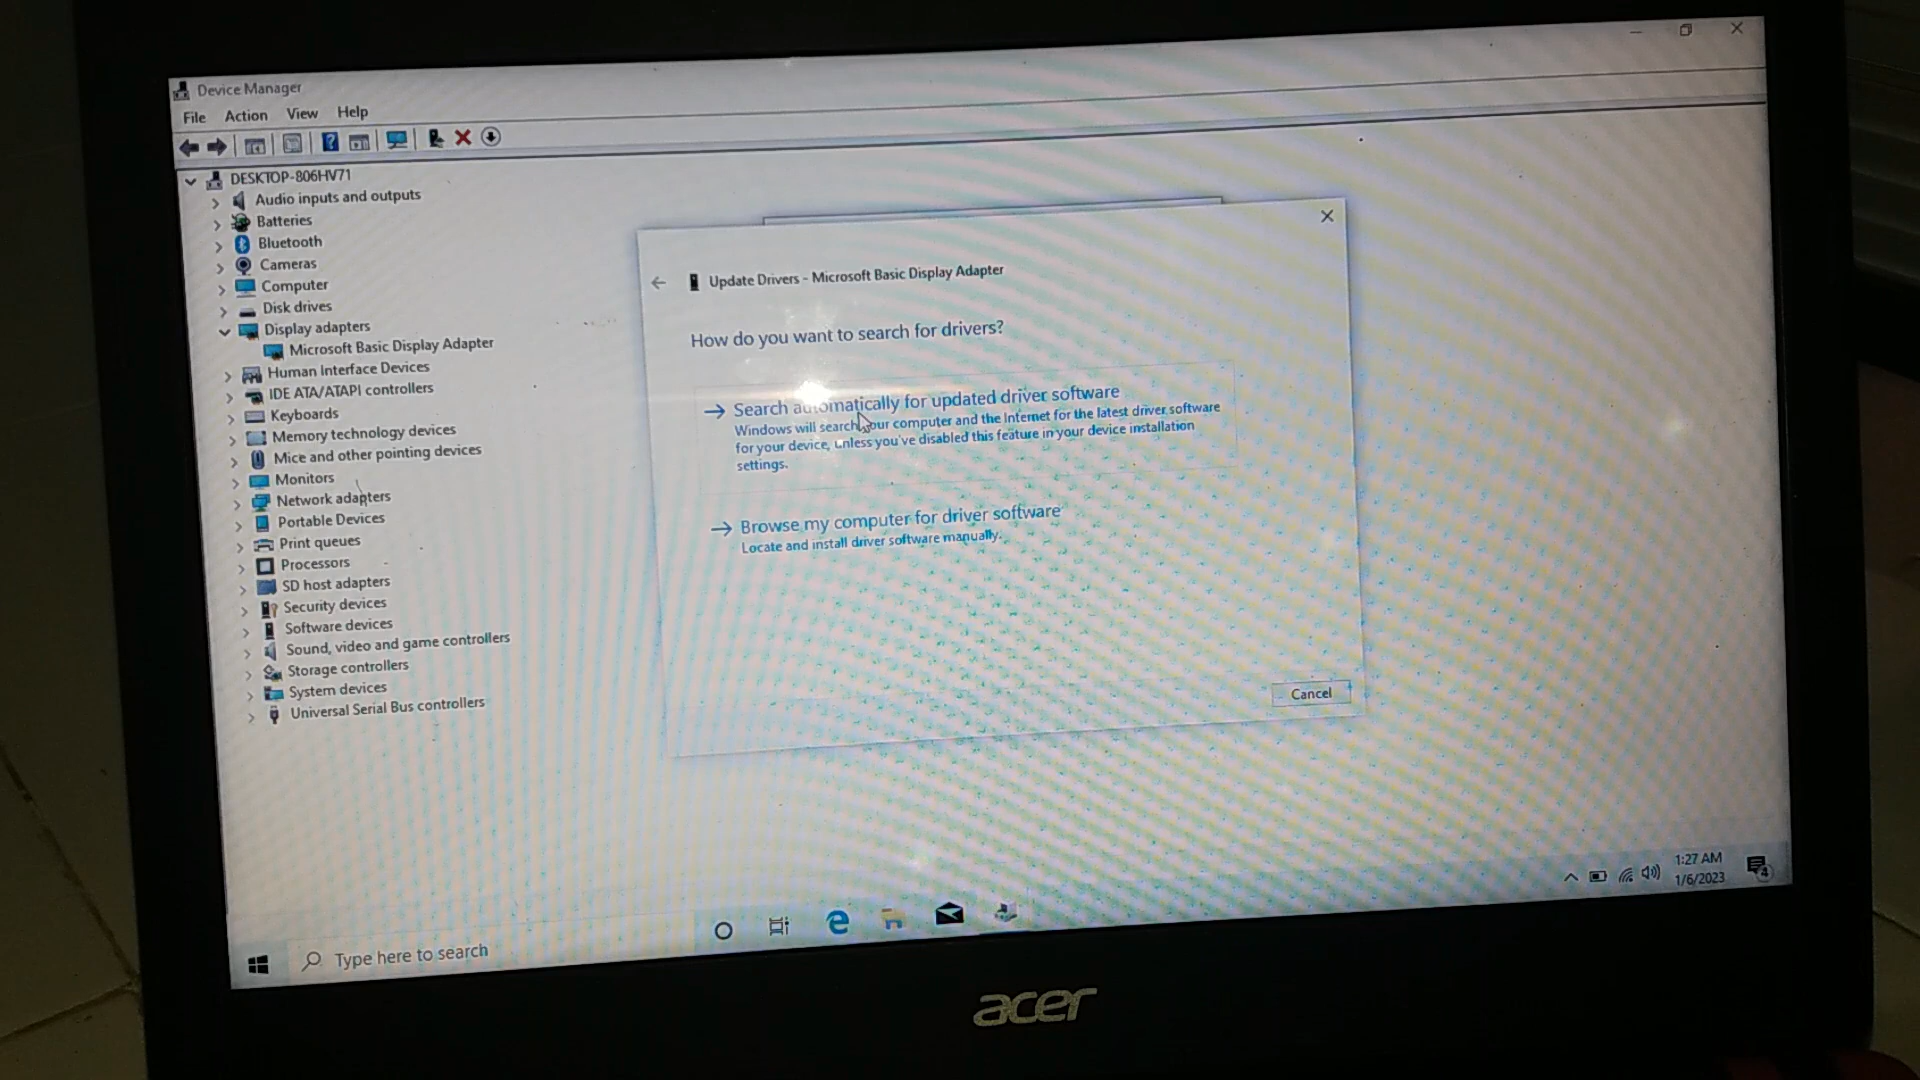 Device Manager
File Action View Help
DESKTOP-806HV71
Audio inputs and outputs
Batteries
Bluetooth
Cameras
Computer
Disk drives
Display adapters
Microsoft Basic Display Adapter
Human Interface Devices
IDE ATA/ATAPI controllers
Keyboards
Memory technology devices
Mice and other pointing devices
Monitors
Network adapters
Portable Devices
Print queues
Processors
SD host adapters
Security devices
Software devices
Sound, video and game controllers
Storage controllers
System devices
Universal Serial Bus controllers
Update Drivers - Microsoft Basic Display Adapter
How do you want to search for drivers?
Search automatically for updated driver software
Windows will search your computer and the Internet for the latest driver software
for your device, unless you've disabled this feature in your device installation
settings.
Browse my computer for driver software
Locate and install driver software manually.
Cancel
Type here to search
1:27 AM
1/6/2023
4
acer